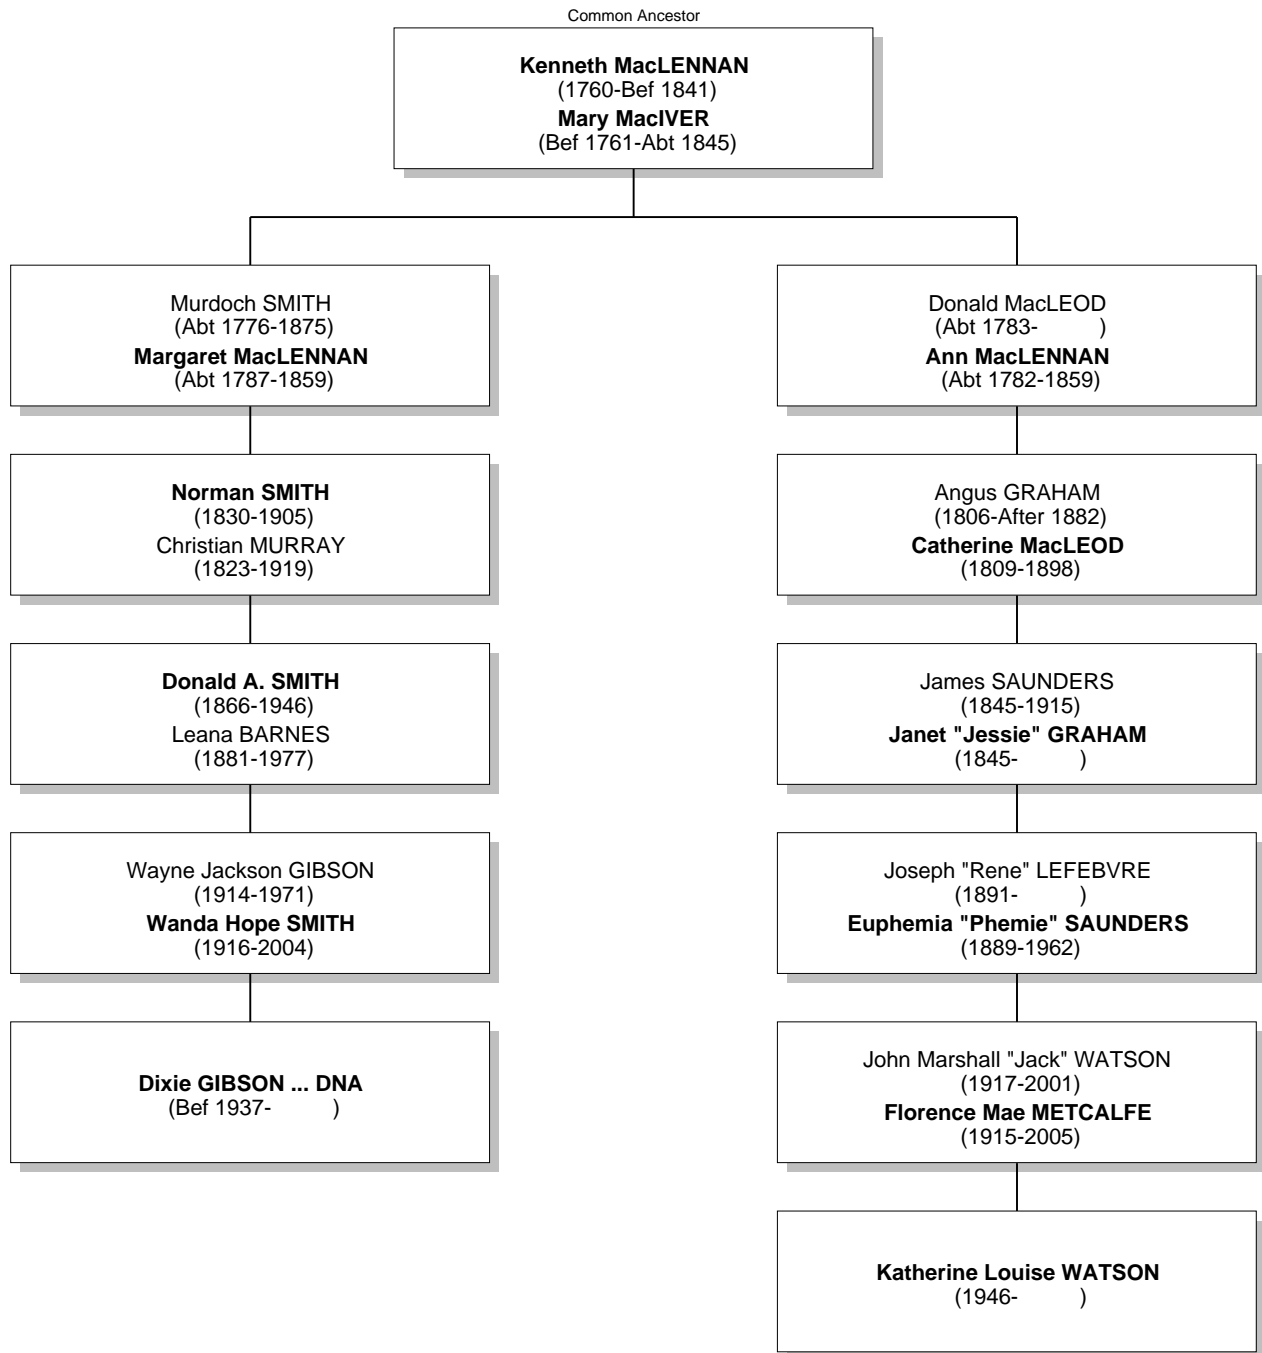 Common Ancestor
Kenneth MacLENNAN
(1760-Bef 1841)
Mary MacIVER
(Bef 1761-Abt 1845)
Murdoch SMITH
(Abt 1776-1875)
Margaret MacLENNAN
(Abt 1787-1859)
Donald MacLEOD
(Abt 1783- )
Ann MacLENNAN
(Abt 1782-1859)
Norman SMITH
(1830-1905)
Christian MURRAY
(1823-1919)
Angus GRAHAM
(1806-After 1882)
Catherine MacLEOD
(1809-1898)
Donald A. SMITH
(1866-1946)
Leana BARNES
(1881-1977)
James SAUNDERS
(1845-1915)
Janet "Jessie" GRAHAM
(1845- )
Wayne Jackson GIBSON
(1914-1971)
Wanda Hope SMITH
(1916-2004)
Joseph "Rene" LEFEBVRE
(1891- )
Euphemia "Phemie" SAUNDERS
(1889-1962)
Dixie GIBSON ... DNA
(Bef 1937- )
John Marshall "Jack" WATSON
(1917-2001)
Florence Mae METCALFE
(1915-2005)
Katherine Louise WATSON
(1946- )